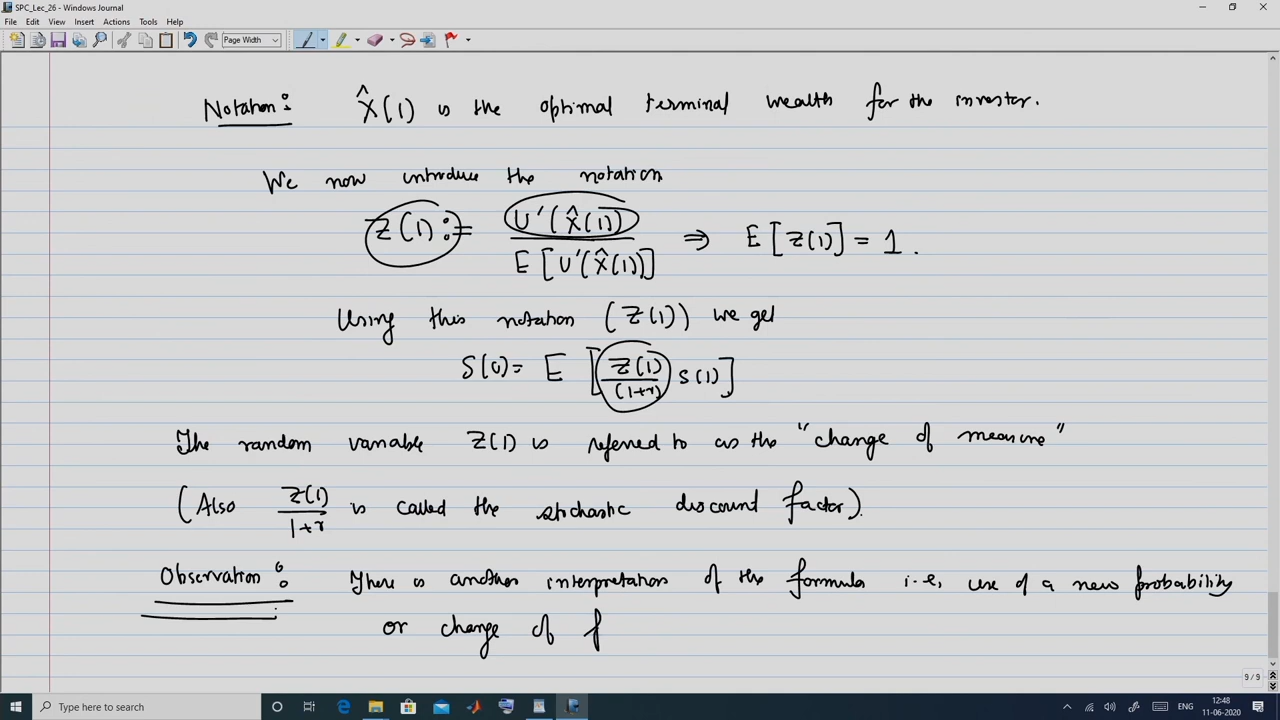 SPC_Lec_26 - Windows Journal
File Edit View Insert Actions Tools Help
Page Width
Notation: X̂(1) is the optimal terminal wealth for the investor.
We now introduce the notation
Z(1) := U'(X̂(1)) / E[U'(X̂(1)] ⇒ E[Z(1)] = 1.
Using this notation (Z(1)) we get
S(0) = E [Z(1)/(1+r) S(1)]
The random variable Z(1) is referred to as the "change of measure"
(Also Z(1)/1+r is called the stochastic discount factor).
Observation: There is another interpretation of the formula i.e, use of a new probability
or change of
9 / 9
Type here to search
ENG
12:48
11-06-2020